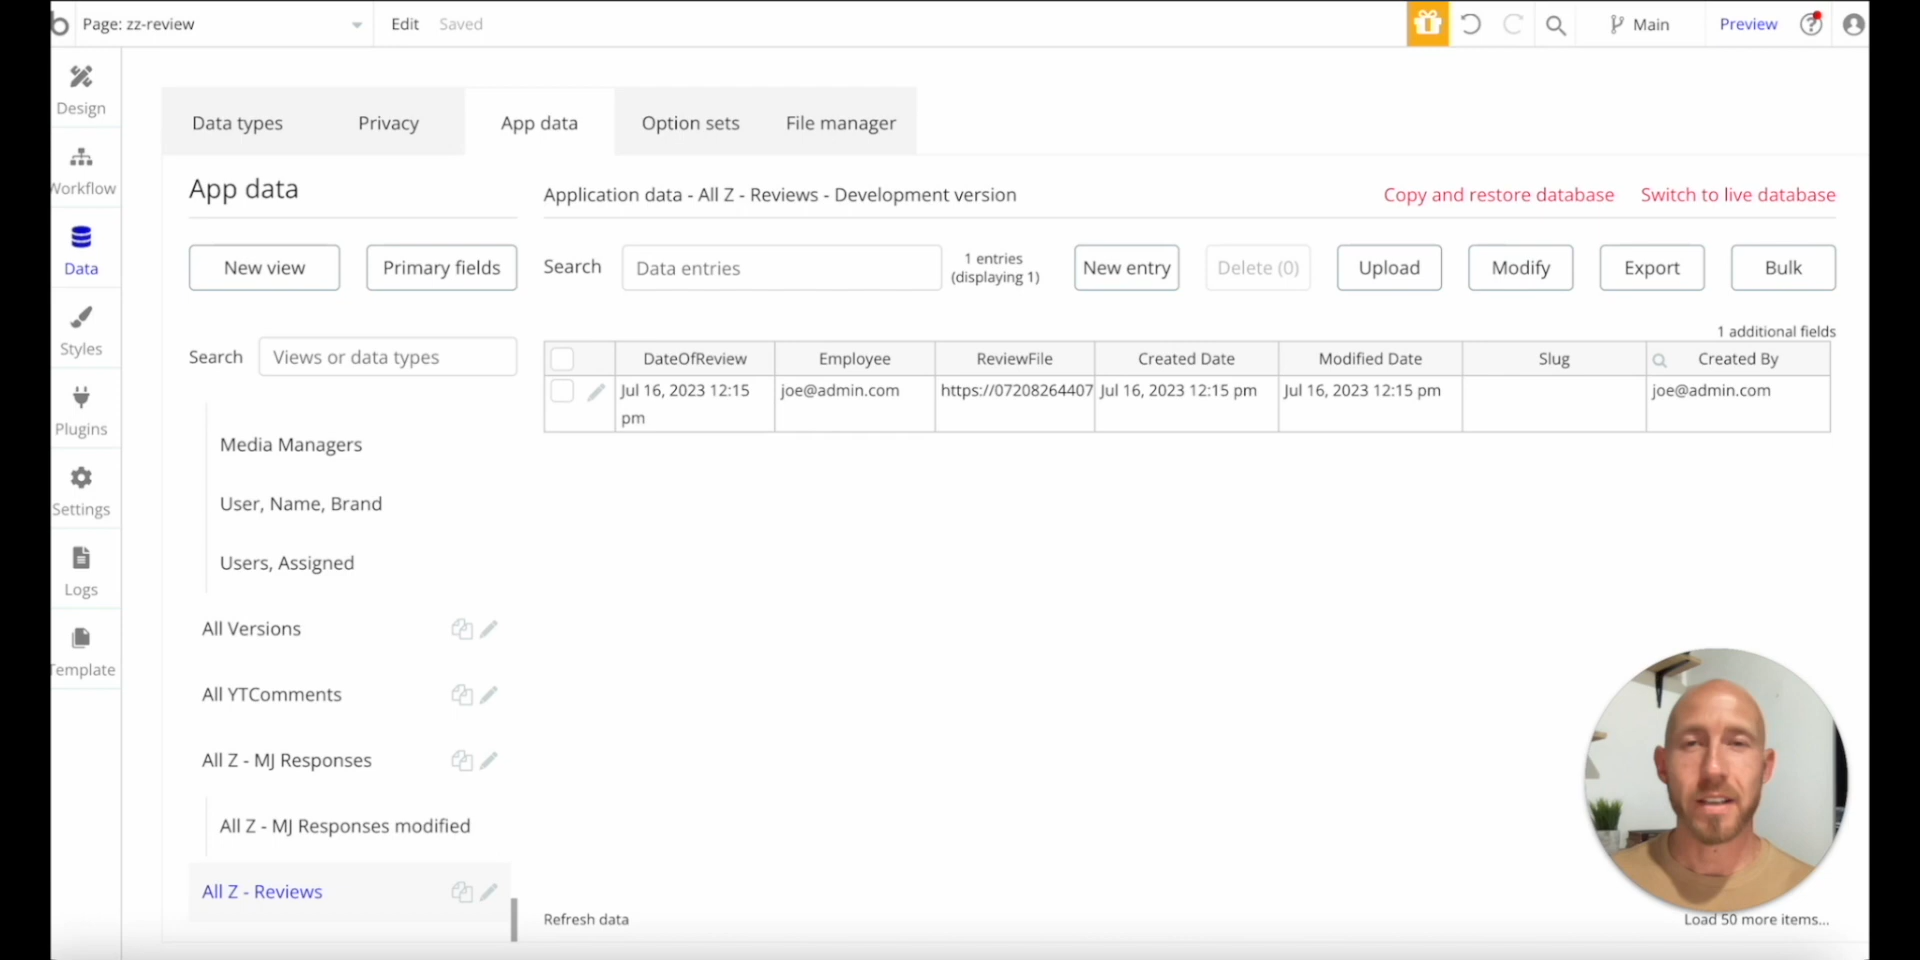 b Page: zz-review Edit Saved Main Preview
Design
Workflow
Data
Styles
Plugins
Settings
Logs
Template
Data types Privacy App data Option sets File manager
App data
New view Primary fields
Search Views or data types
Media Managers
User, Name, Brand
Users, Assigned
All Versions
All YTComments
All Z - MJ Responses
All Z - MJ Responses modified
All Z - Reviews
Application data - All Z - Reviews - Development version Copy and restore database Switch to live database
Search Data entries 1 entries
(displaying 1)
New entry Delete (0) Upload Modify Export Bulk
1 additional fields
DateOfReview Employee ReviewFile Created Date Modified Date Slug Created By
Jul 16, 2023 12:15 joe@admin.com https://07208264407 Jul 16, 2023 12:15 pm Jul 16, 2023 12:15 pm joe@admin.com
pm
Refresh data Load 50 more items...